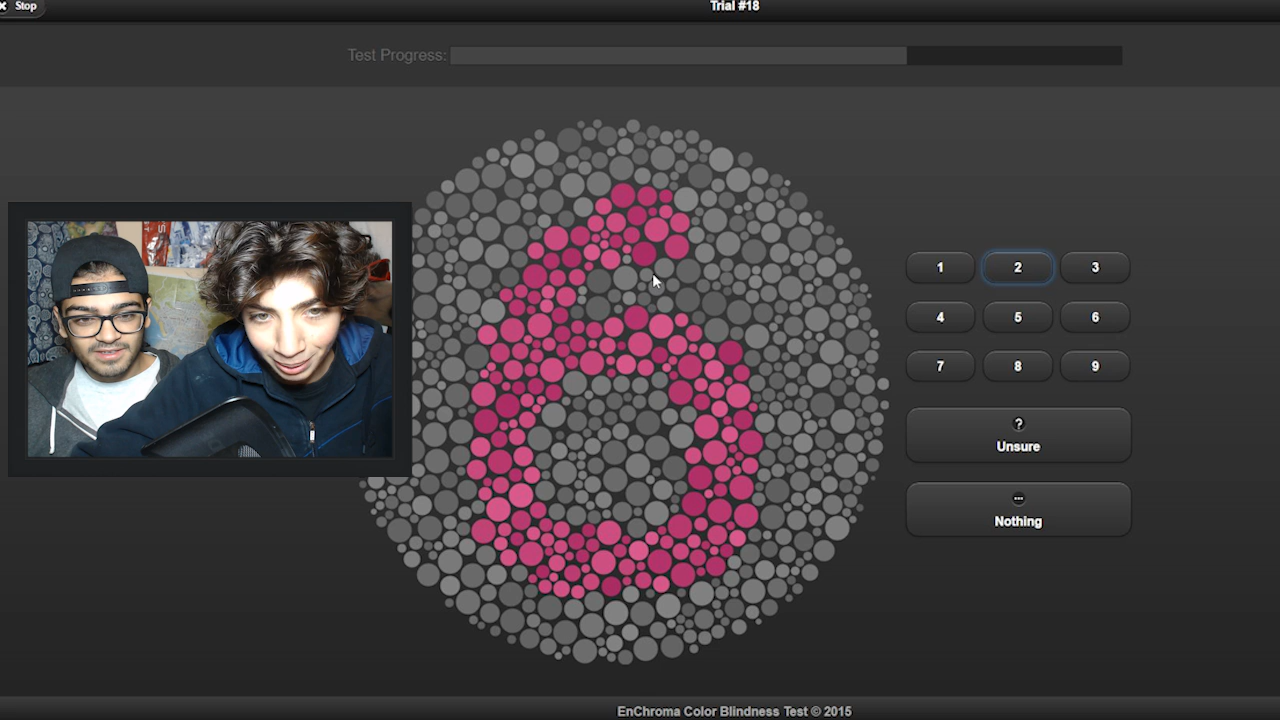 Stop
Trial #18
Test Progress:
6
1 2 3
4 5 6
7 8 9
?
Unsure
Nothing
EnChroma Color Blindness Test © 2015